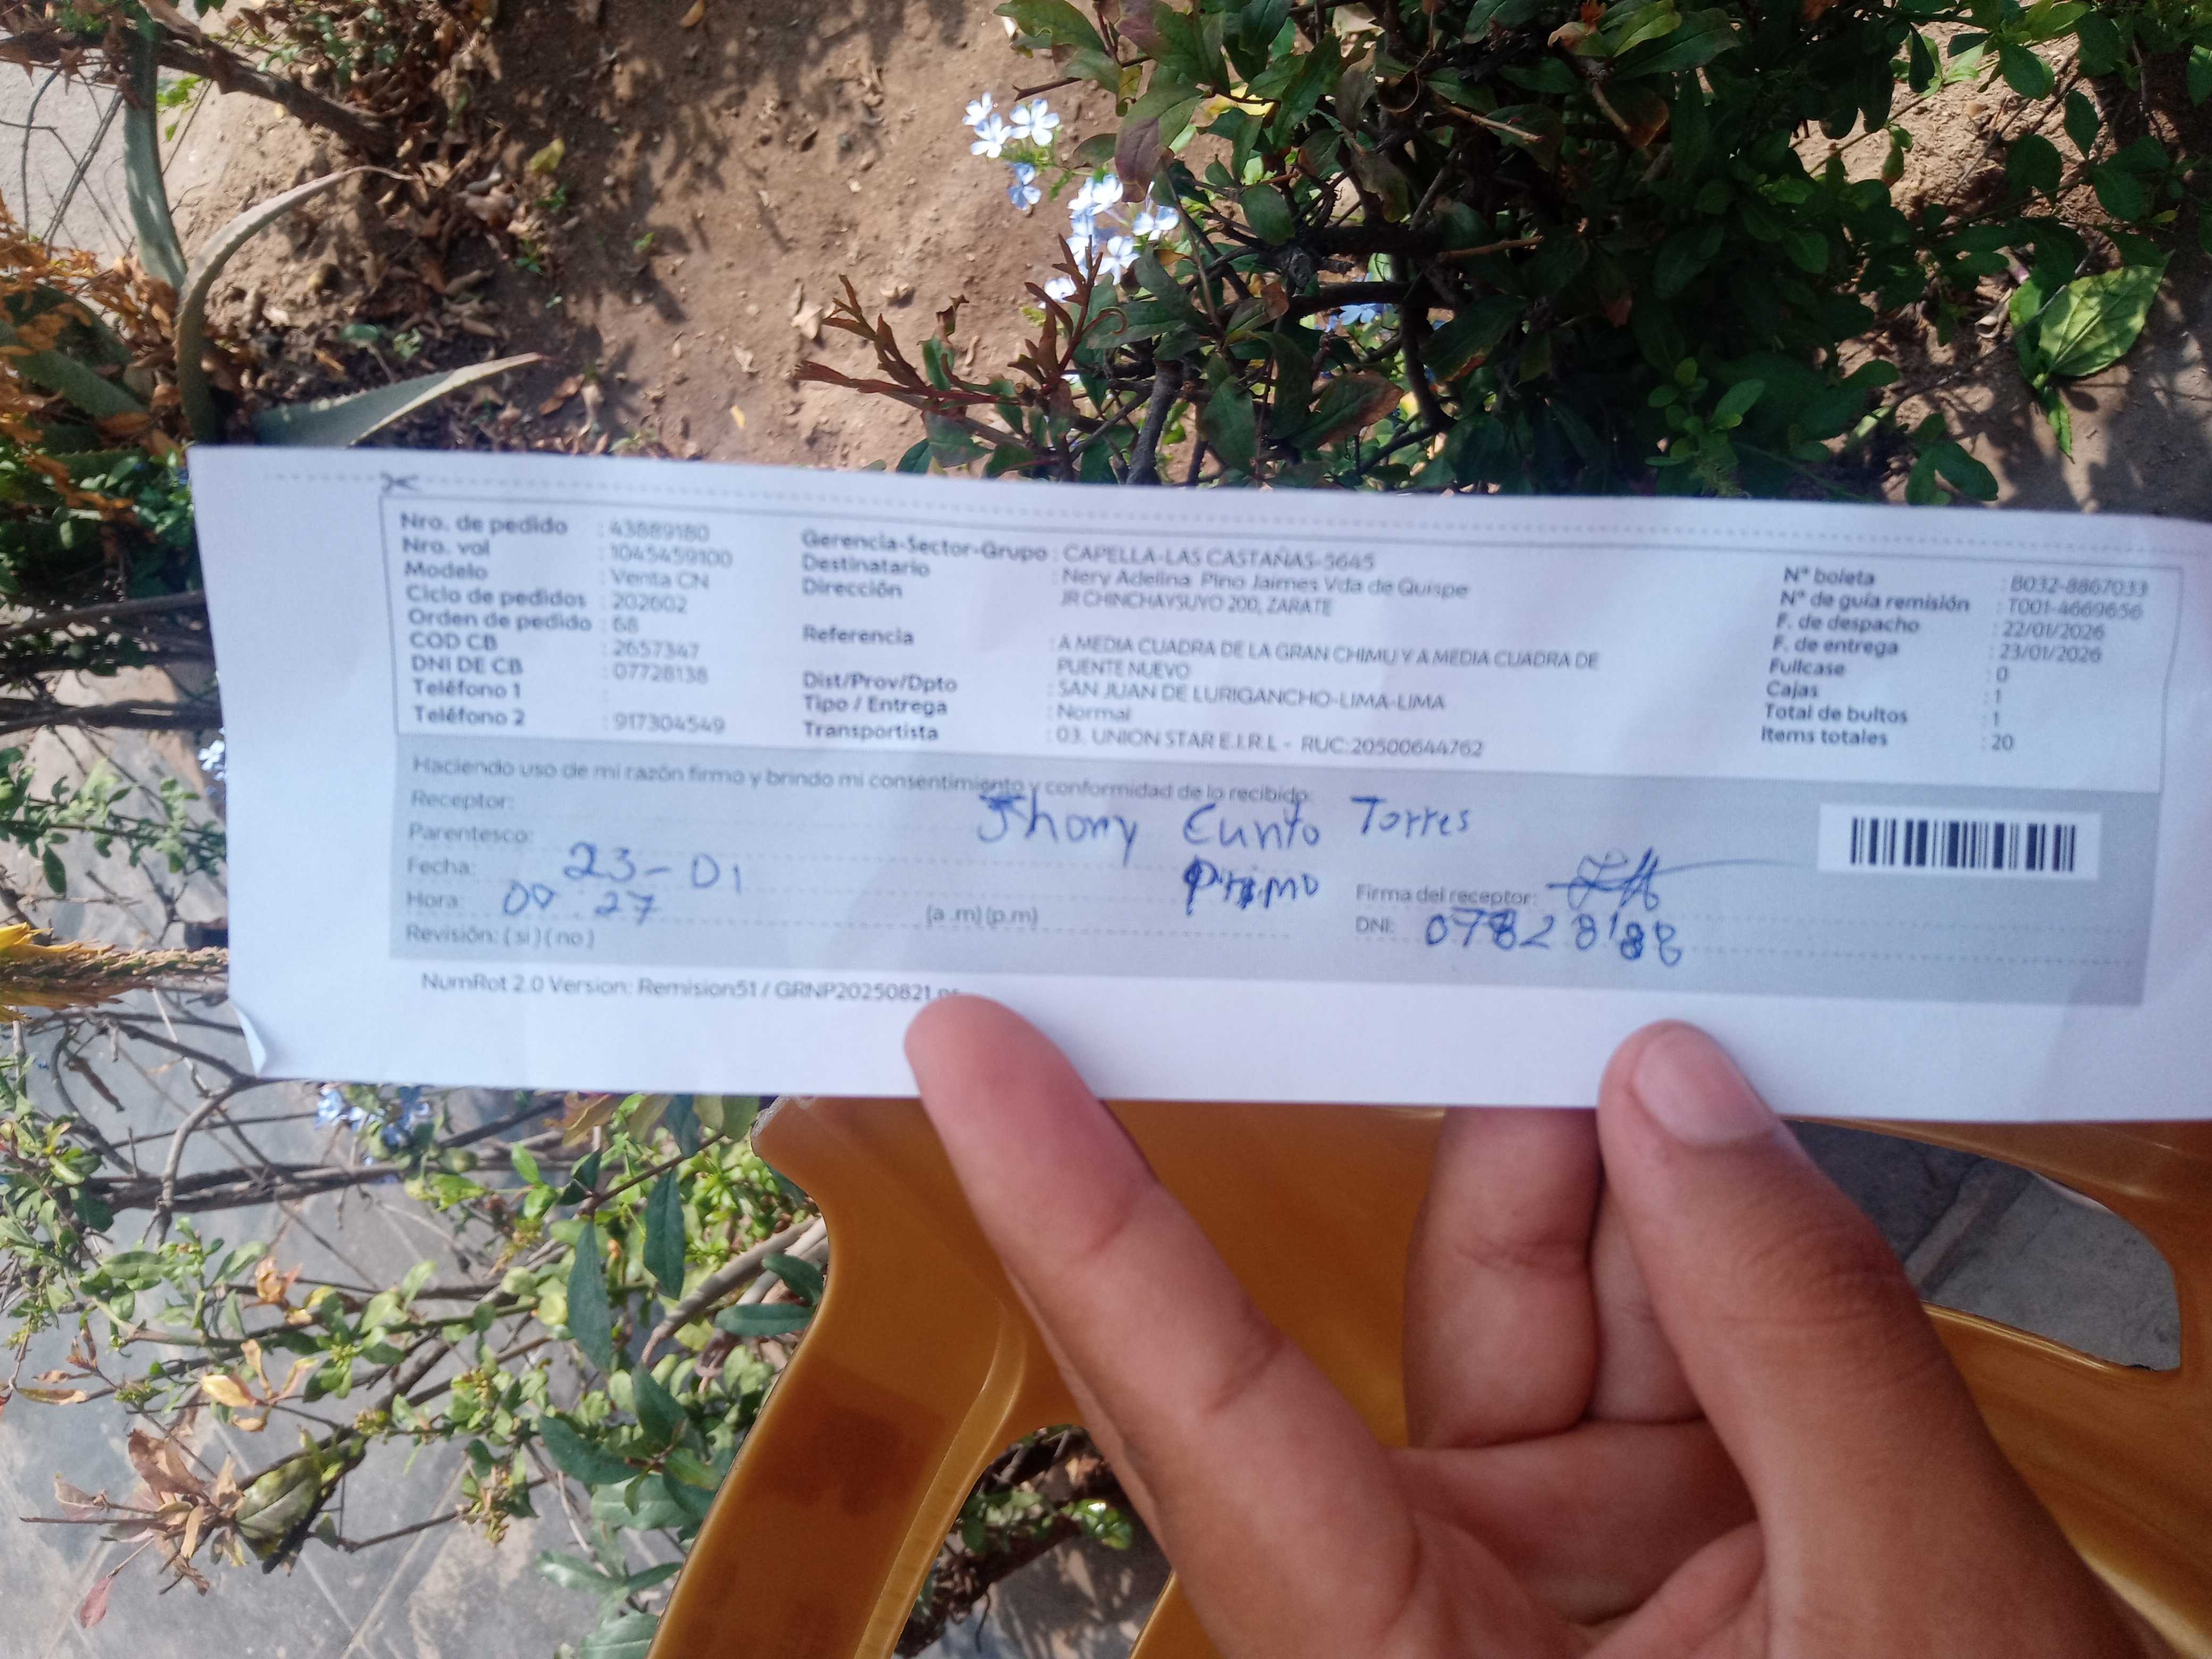 Nro. de pedido : 43889180
Nro. vol : 1045459100
Modelo : Venta CN
Ciclo de pedidos : 202602
Orden de pedido : 68
COD CB : 2657347
DNI DE CB : 07728138
Teléfono 1 :
Teléfono 2 : 917304549
Gerencia-Sector-Grupo : CAPELLA-LAS CASTAÑAS-5645
Destinatario : Nery Adelina Pino Jaimes Vda de Quispe
Dirección : JR CHINCHAYSUYO 200, ZARATE
Referencia : A MEDIA CUADRA DE LA GRAN CHIMU Y A MEDIA CUADRA DE
PUENTE NUEVO
Dist/Prov/Dpto : SAN JUAN DE LURIGANCHO-LIMA-LIMA
Tipo / Entrega : Normal
Transportista : 03. UNION STAR E.I.R.L - RUC:20500644762
N° boleta : B032-8867033
N° de guía remisión : T001-4669656
F. de despacho : 22/01/2026
F. de entrega : 23/01/2026
Fullcase : 0
Cajas : 1
Total de bultos : 1
Items totales : 20
Haciendo uso de mi razón firmo y brindo mi consentimiento y conformidad de lo recibido:
Receptor: Jhony Cunto Torres
Parentesco: Primo
Fecha: 23-01
Hora: 27 (a.m) (p.m)
Revisión: (si) (no)
Firma del receptor:
DNI:
NumRot 2.0 Version: Remision51 / GRNP20250821